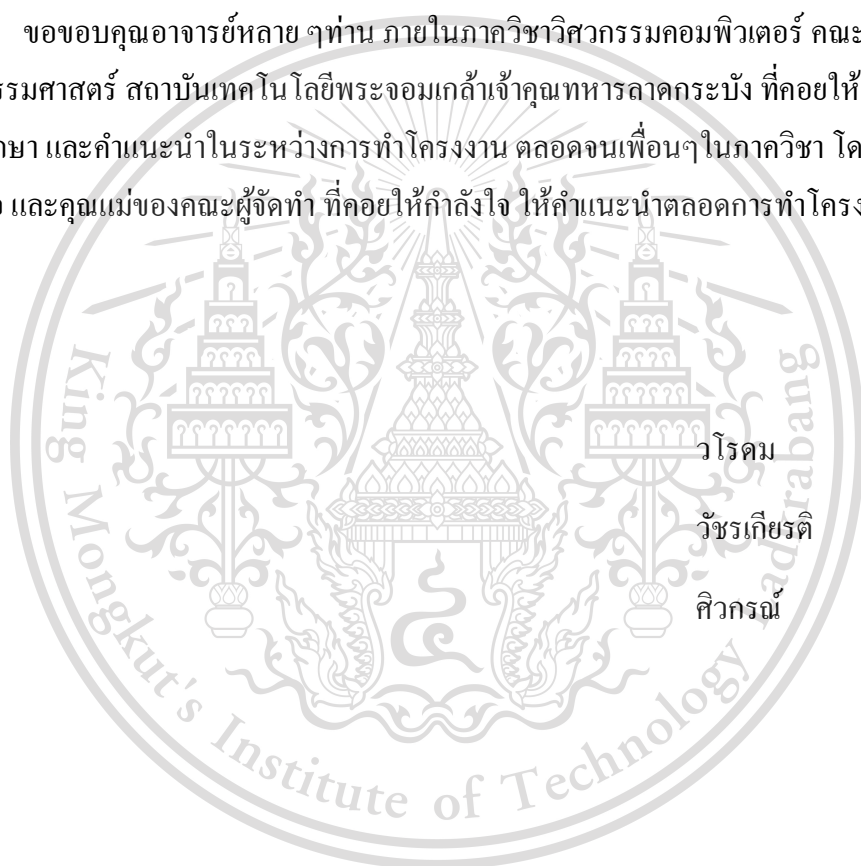 ขอขอบคุณอาจารย์หลาย ๆท่าน ภายในภาควิชาวิศวกรรมคอมพิวเตอร์ คณะ
รรมศาสตร์ สถาบันเทคโนโลยีพระจอมเกล้าเจ้าคุณทหารลาดกระบัง ที่คอยให้
และคำแนะนำในระหว่างการทำโครงงาน ตลอดจนเพื่อนๆในภาควิชา
และคุณแม่ของคณะผู้จัดทำ ที่คอยให้กำลังใจ ให้คำแนะนำตลอดการทำโครง
วโรดม
วัชรเกียรติ
ศิวกรณ์
King Mongkut's Institute of Technology Ladkrabang